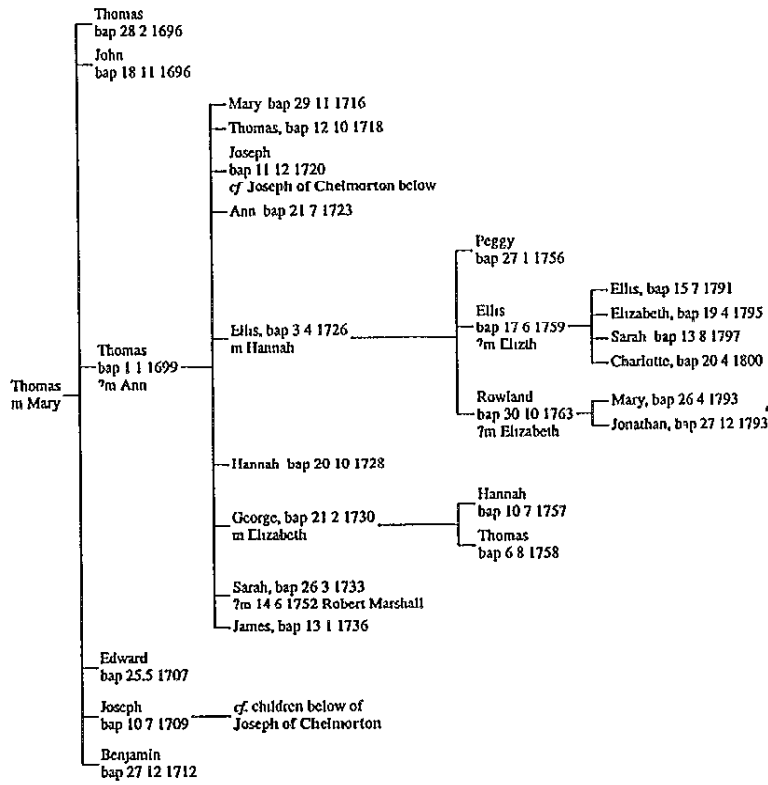 Thomas
bap 28 2 1696
John
bap 18 11 1696
Mary bap 29 11 1716
Thomas, bap 12 10 1718
Joseph
bap 11 12 1720
cf Joseph of Chelmorton below
Ann bap 21 7 1723
Peggy
bap 27 1 1756
Ellis, bap 15 7 1791
Ellis
bap 17 6 1759
?m Elizth
Elizabeth, bap 19 4 1795
Sarah bap 13 8 1797
Charlotte, bap 20 4 1800
Ellis, bap 3 4 1726
m Hannah
Thomas
bap 1 1 1699
?m Ann
Thomas
m Mary
Rowland
bap 30 10 1763
?m Elizabeth
Mary, bap 26 4 1793
Jonathan, bap 27 12 1793
Hannah bap 20 10 1728
George, bap 21 2 1730
m Elizabeth
Hannah
bap 10 7 1757
Thomas
bap 6 8 1758
Sarah, bap 26 3 1733
?m 14 6 1752 Robert Marshall
James, bap 13 1 1736
Edward
bap 25.5 1707
Joseph
bap 10 7 1709
cf. children below of
Joseph of Chelmorton
Benjamin
bap 27 12 1712